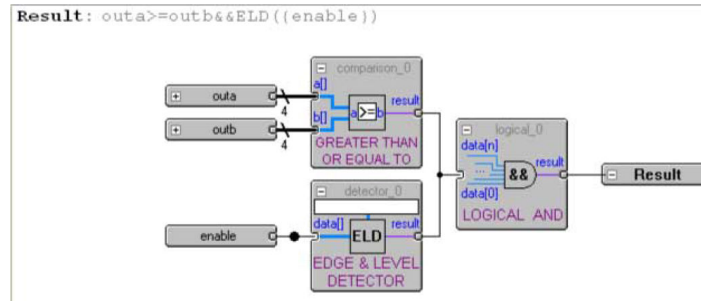 Result: outa>=outb&&ELD((enable))
comparison_0
outa
4
a[]
result
a>=b
outb
4
b[]
GREATER THAN
OR EQUAL TO
logical_0
data[n]
...
&&
result
data[0]
LOGICAL AND
Result
detector_0
enable
data[]
ELD
result
EDGE & LEVEL
DETECTOR